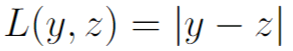 L(y, z) = |y − z|